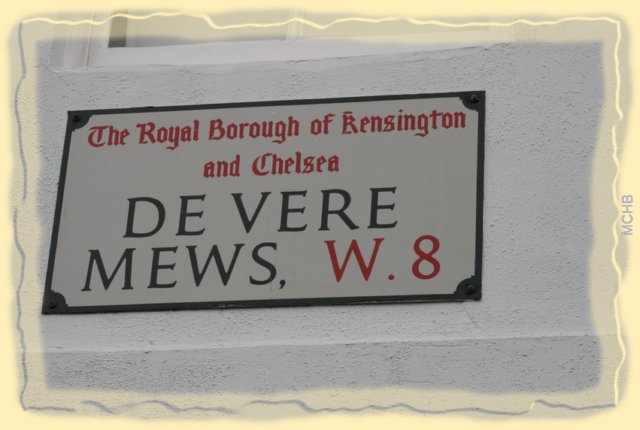 The Royal Borough of Kensington
and Chelsea
DE VERE
MEWS, W. 8
MCHB